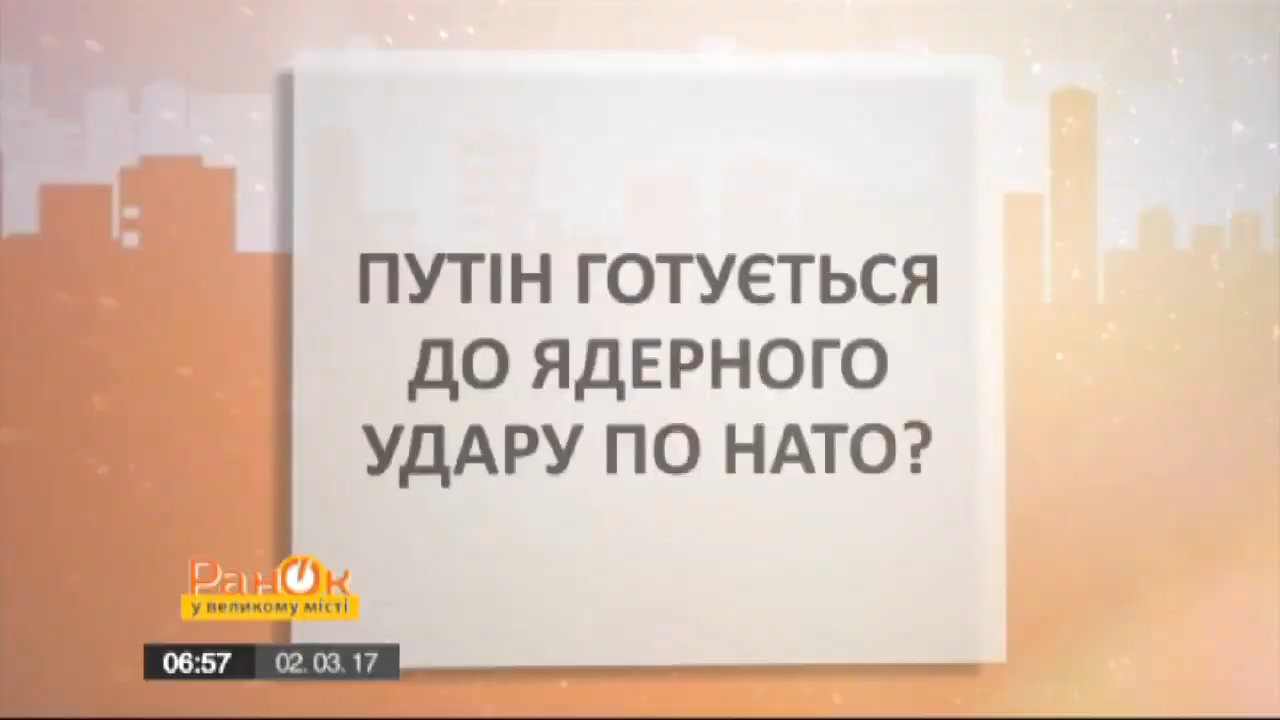 ПУТІН ГОТУЄТЬСЯ
ДО ЯДЕРНОГО
УДАРУ ПО НАТО?
РанОк
у великому місті
06:57 02. 03. 17